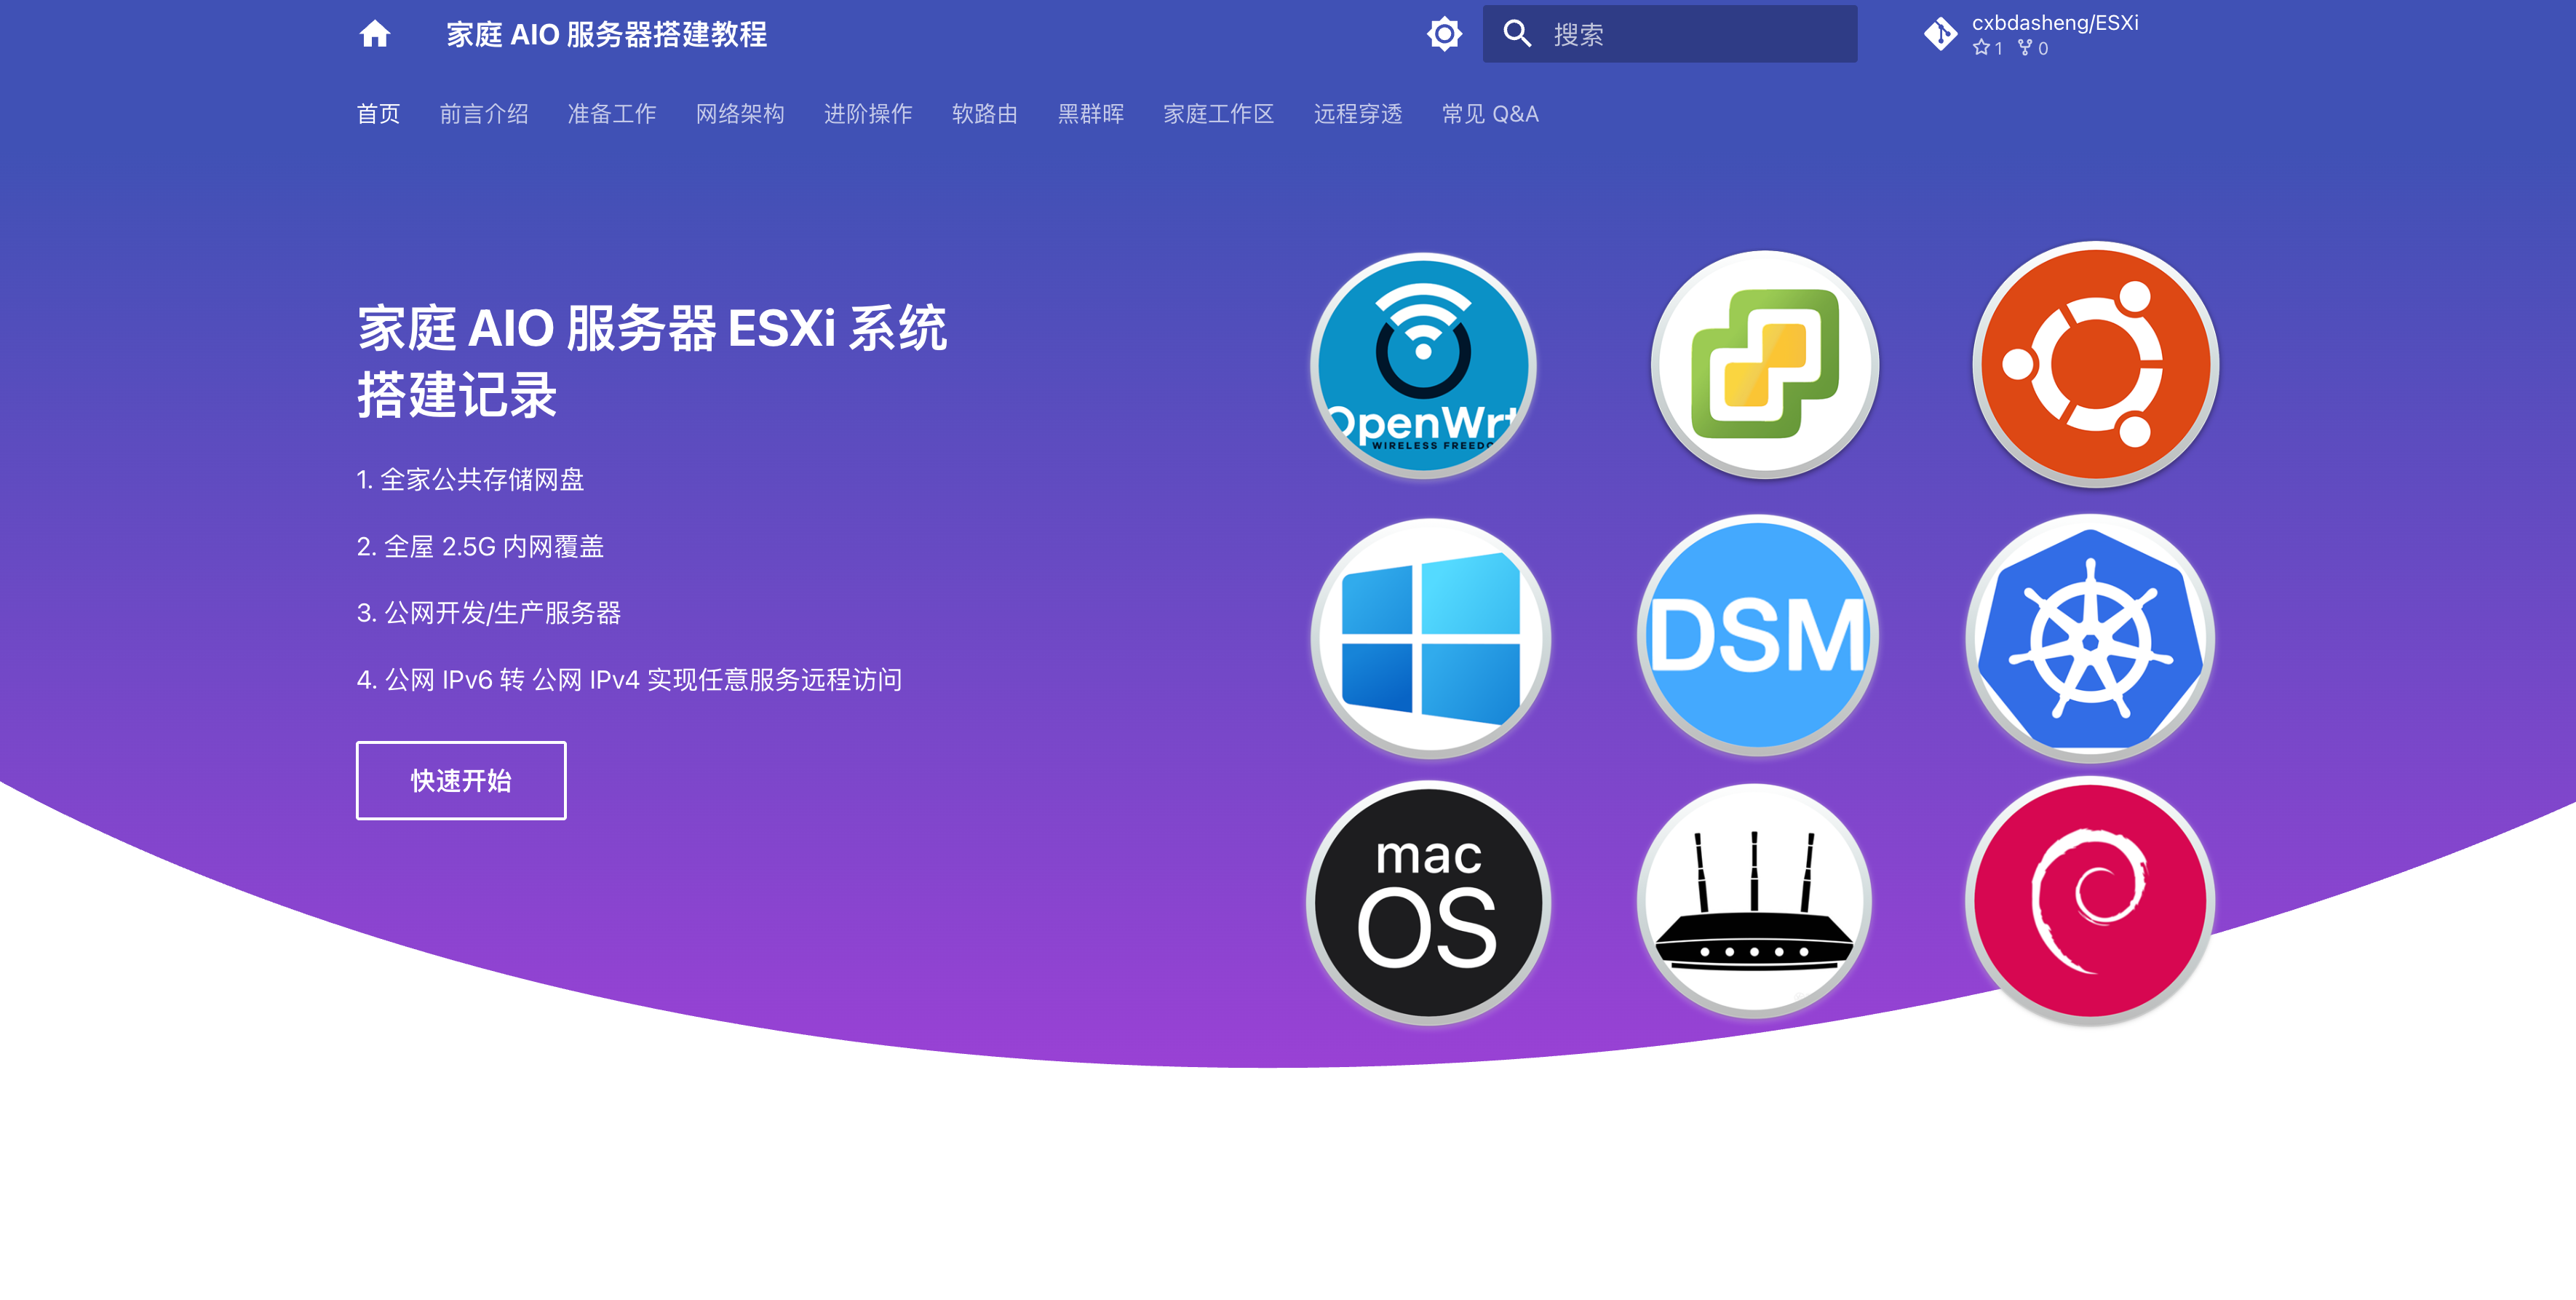 家庭 AIO 服务器搭建教程
搜索
cxbdasheng/ESXi
1 0
首页 前言介绍 准备工作 网络架构 进阶操作 软路由 黑群晖 家庭工作区 远程穿透 常见 Q&A
家庭 AIO 服务器 ESXi 系统
搭建记录
1. 全家公共存储网盘
2. 全屋 2.5G 内网覆盖
3. 公网开发/生产服务器
4. 公网 IPv6 转 公网 IPv4 实现任意服务远程访问
快速开始
OpenWrt
WIRELESS FREEDO
DSM
mac
OS